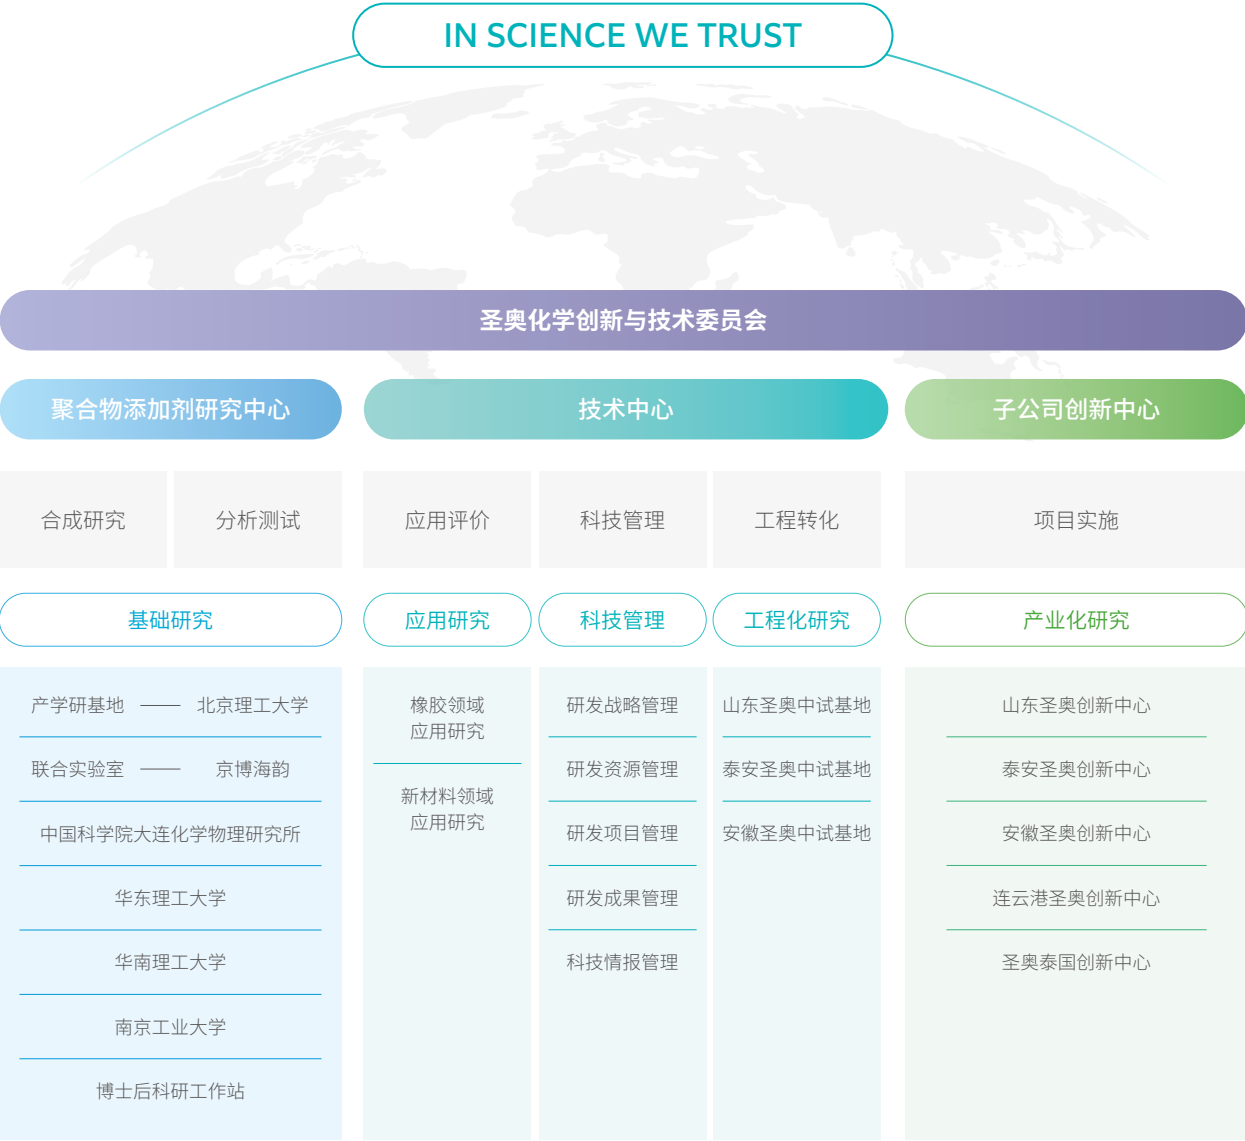 IN SCIENCE WE TRUST
圣奥化学创新与技术委员会
聚合物添加剂研究中心
技术中心
子公司创新中心
合成研究
分析测试
应用评价
科技管理
工程转化
项目实施
基础研究
应用研究
科技管理
工程化研究
产业化研究
产学研基地 —— 北京理工大学
联合实验室 —— 京博海韵
中国科学院大连化学物理研究所
华东理工大学
华南理工大学
南京工业大学
博士后科研工作站
橡胶领域
应用研究
新材料领域
应用研究
研发战略管理
研发资源管理
研发项目管理
研发成果管理
科技情报管理
山东圣奥中试基地
泰安圣奥中试基地
安徽圣奥中试基地
山东圣奥创新中心
泰安圣奥创新中心
安徽圣奥创新中心
连云港圣奥创新中心
圣奥泰国创新中心